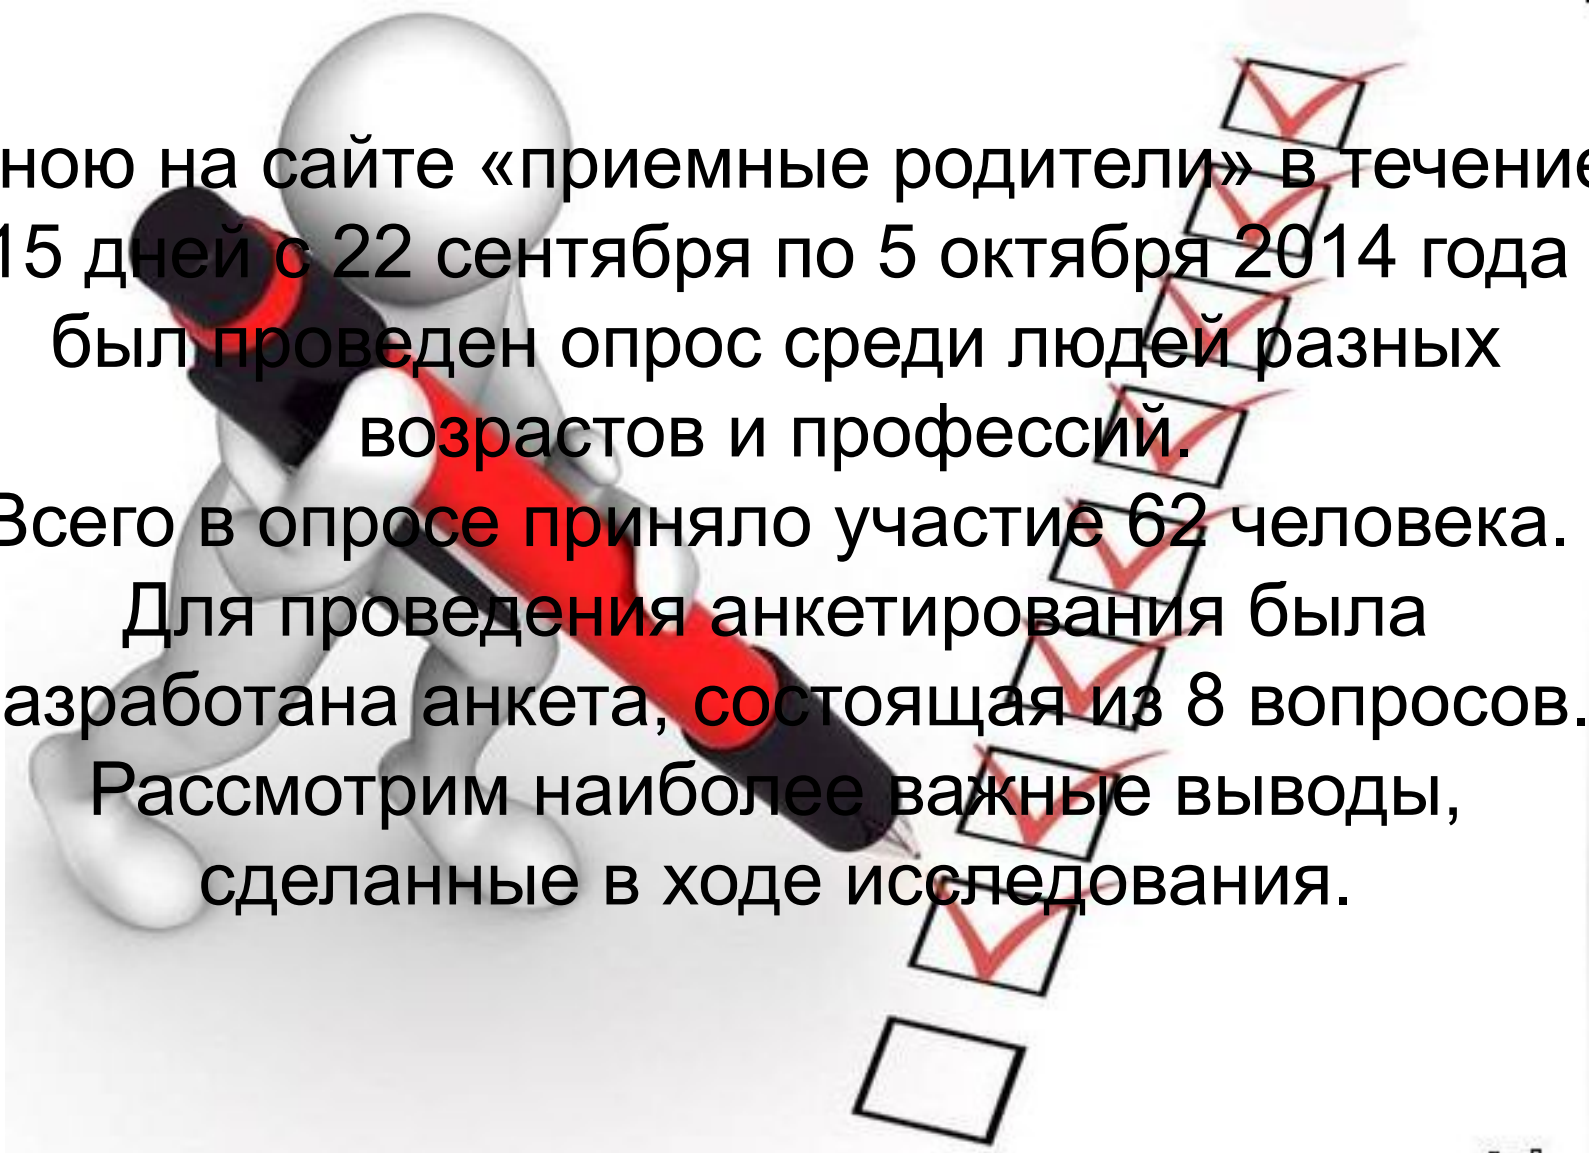 ною на сайте «приемные родители» в течение
15 дней с 22 сентября по 5 октября 2014 года
был проведен опрос среди людей разных
возрастов и профессий.
Всего в опросе приняло участие 62 человека.
Для проведения анкетирования была
азработана анкета, состоящая из 8 вопросов.
Рассмотрим наиболее важные выводы,
сделанные в ходе исследования.